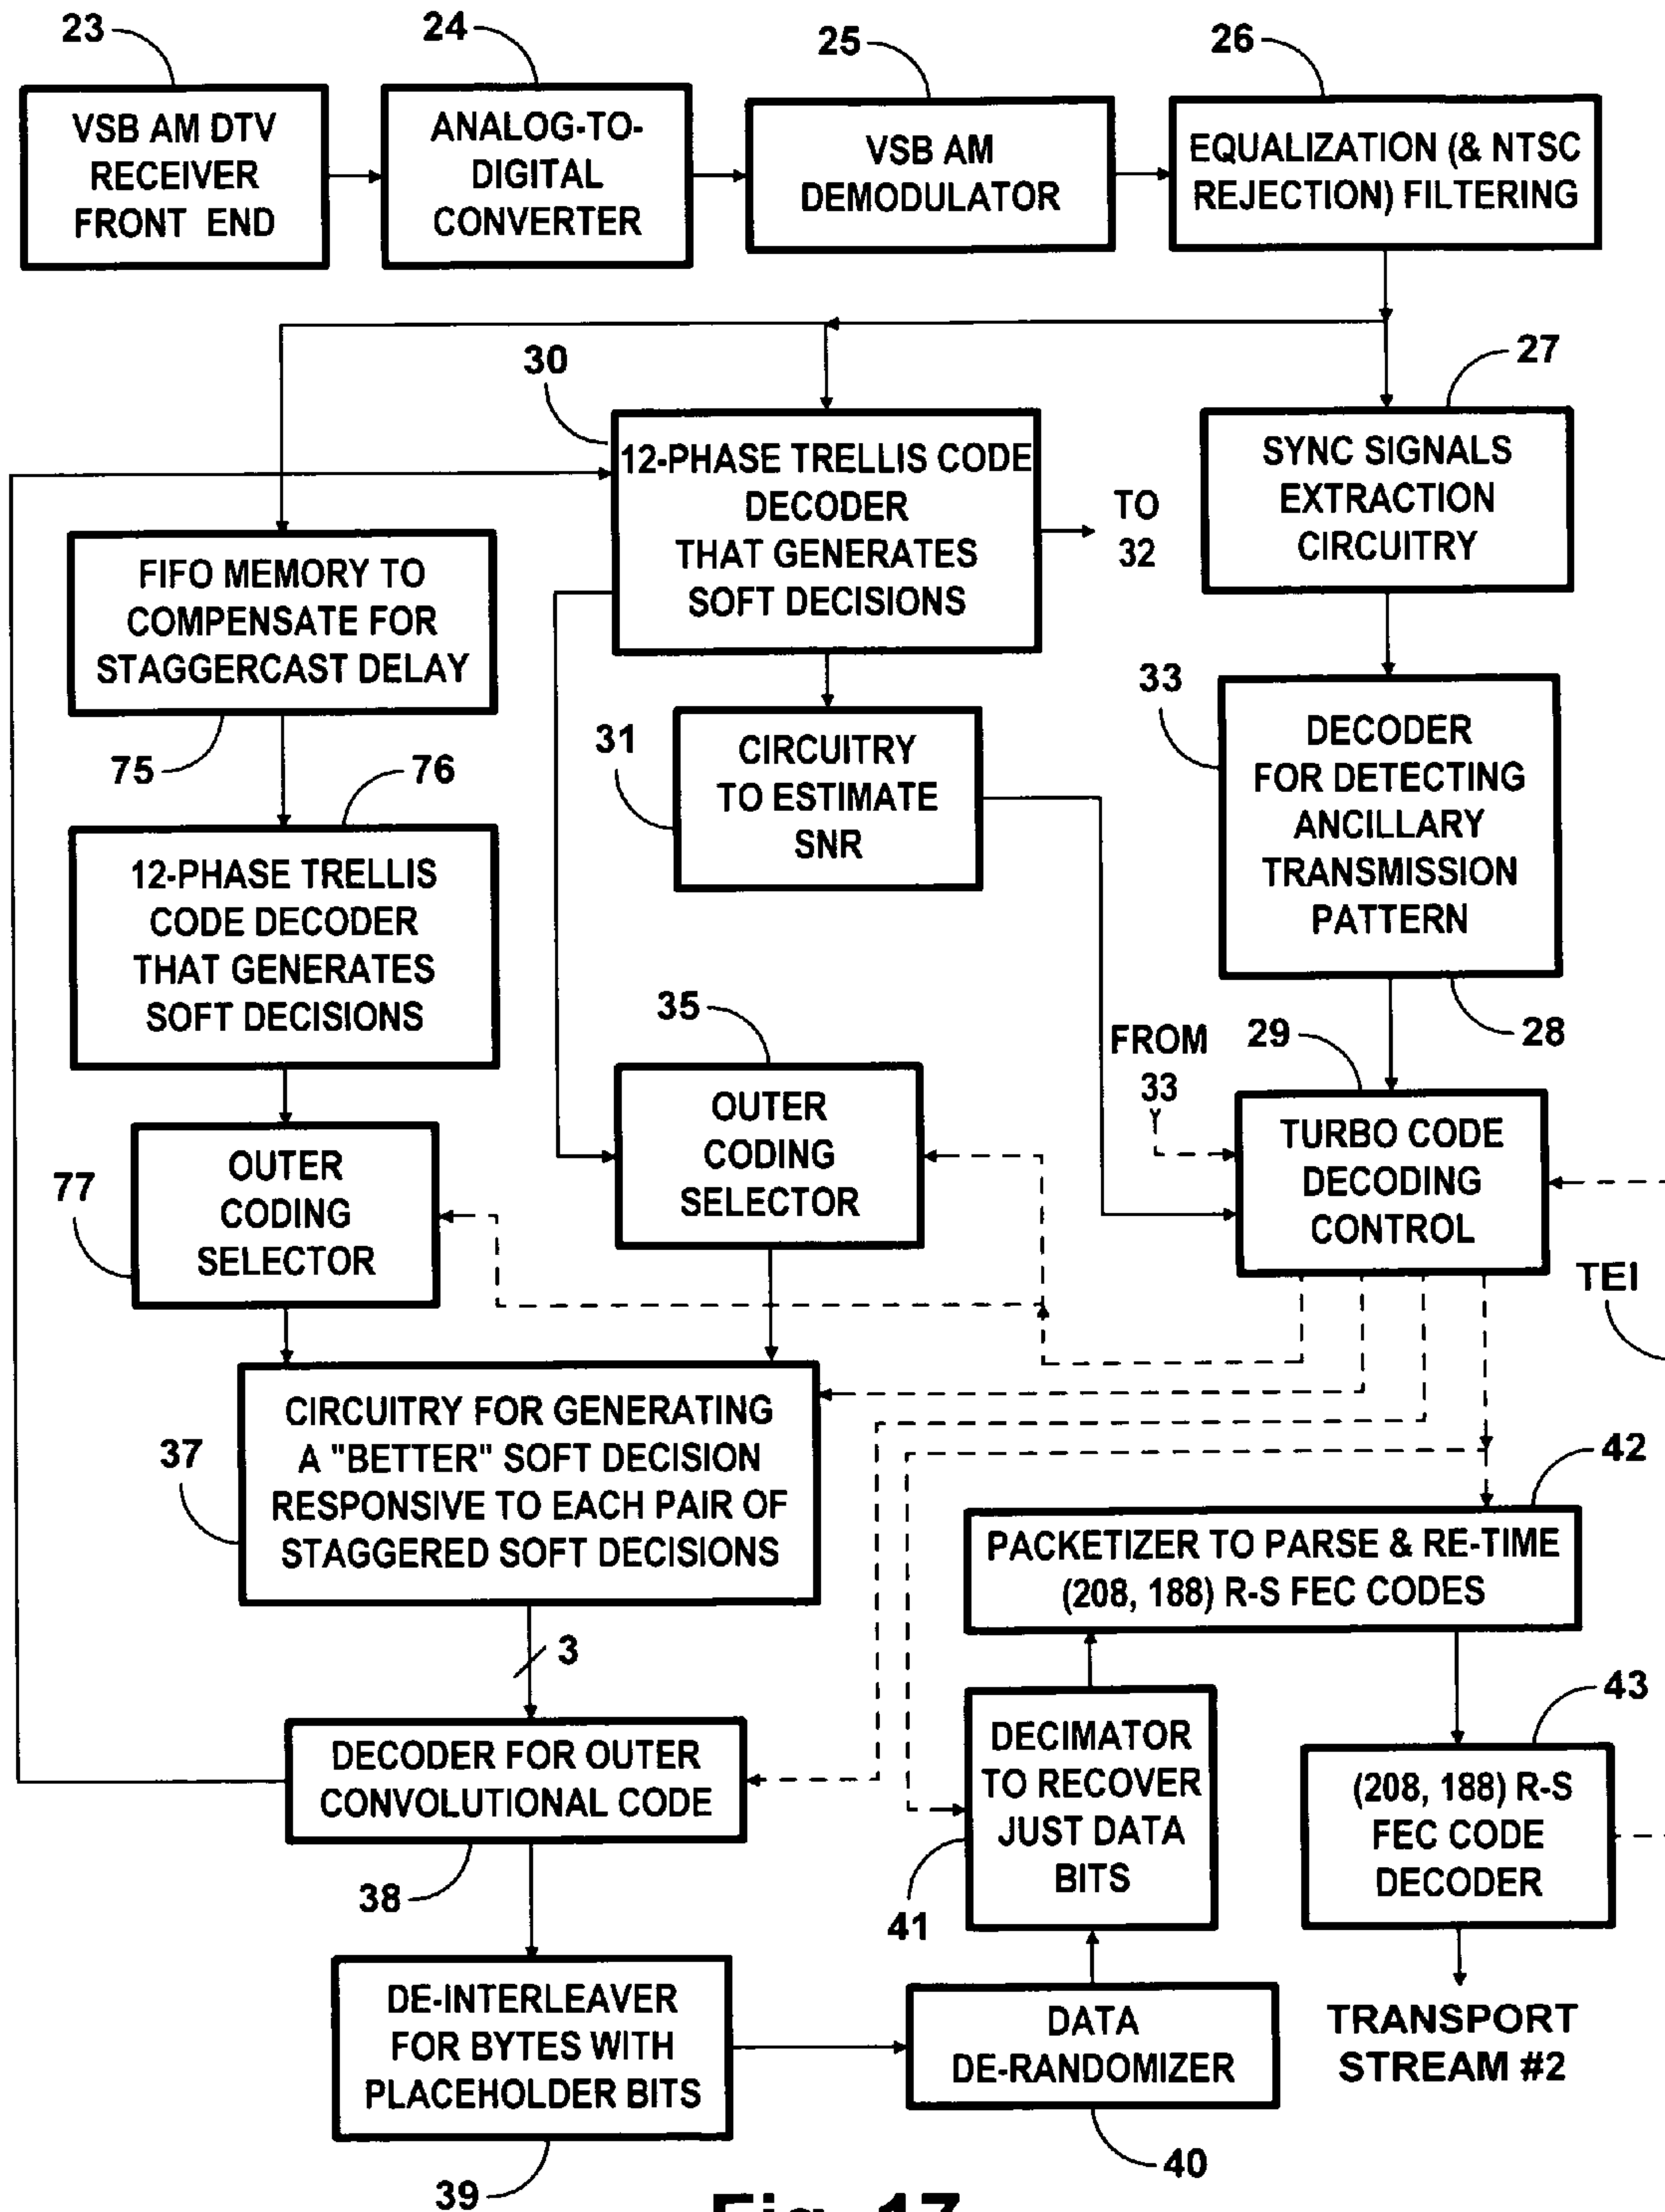 23
24
25
26
VSB AM DTV
RECEIVER
FRONT END
ANALOG-TO-
DIGITAL
CONVERTER
VSB AM
DEMODULATOR
EQUALIZATION (& NTSC
REJECTION) FILTERING
30
27
12-PHASE TRELLIS CODE
DECODER
THAT GENERATES
SOFT DECISIONS
TO
32
SYNC SIGNALS
EXTRACTION
CIRCUITRY
FIFO MEMORY TO
COMPENSATE FOR
STAGGERCAST DELAY
75
76
31
CIRCUITRY
TO ESTIMATE
SNR
33
DECODER
FOR DETECTING
ANCILLARY
TRANSMISSION
PATTERN
28
12-PHASE TRELLIS
CODE DECODER
THAT GENERATES
SOFT DECISIONS
35
FROM
33
29
OUTER
CODING
SELECTOR
TURBO CODE
DECODING
CONTROL
77
OUTER
CODING
SELECTOR
TEI
37
CIRCUITRY FOR GENERATING
A "BETTER" SOFT DECISION
RESPONSIVE TO EACH PAIR OF
STAGGERED SOFT DECISIONS
42
PACKETIZER TO PARSE & RE-TIME
(208, 188) R-S FEC CODES
3
43
DECODER FOR OUTER
CONVOLUTIONAL CODE
38
DECIMATOR
TO RECOVER
JUST DATA
BITS
41
(208, 188) R-S
FEC CODE
DECODER
DE-INTERLEAVER
FOR BYTES WITH
PLACEHOLDER BITS
39
DATA
DE-RANDOMIZER
40
TRANSPORT
STREAM #2
Fig. 17